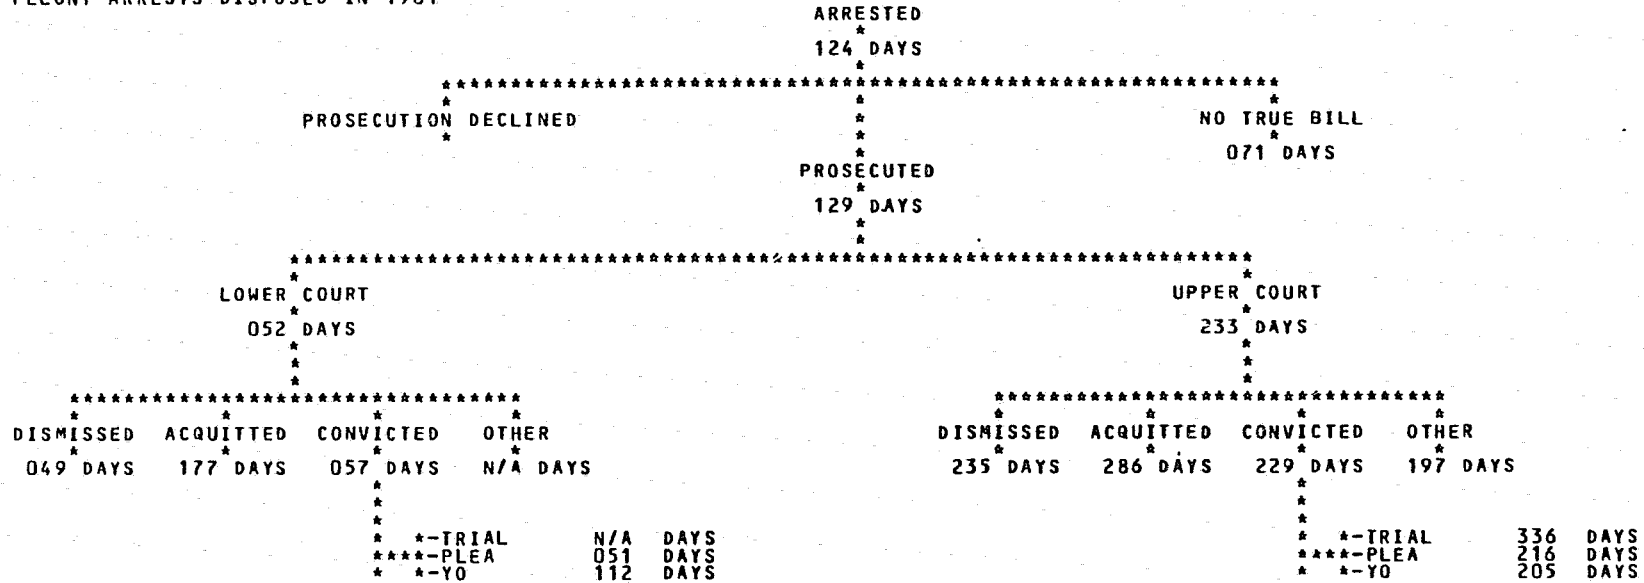 ARRESTED
124 DAYS
PROSECUTION DECLINED
NO TRUE BILL
071 DAYS
PROSECUTED
129 DAYS
LOWER COURT
052 DAYS
UPPER COURT
233 DAYS
DISMISSED ACQUITTED CONVICTED OTHER
049 DAYS 177 DAYS 057 DAYS N/A DAYS
*-TRIAL N/A DAYS
****-PLEA 051 DAYS
* *-YO 112 DAYS
DISMISSED ACQUITTED CONVICTED OTHER
235 DAYS 286 DAYS 229 DAYS 197 DAYS
*-TRIAL 336 DAYS
****-PLEA 216 DAYS
* *-YO 205 DAYS